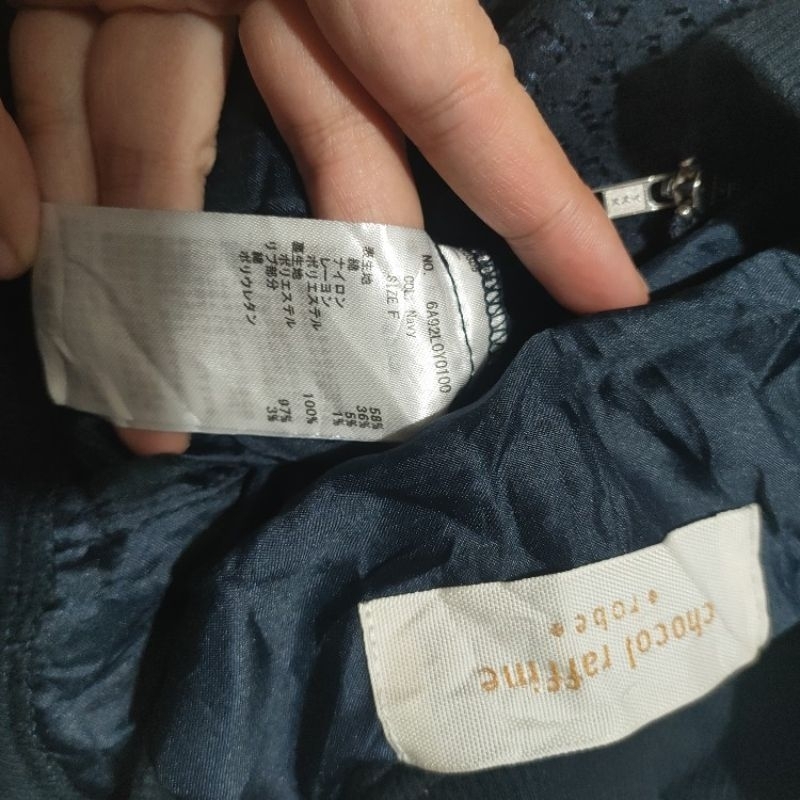 NO. 6A92L0Y0100
COL: Navy
SIZE F
表生地
綿 58%
ナイロン 36%
レーヨン 5%
ポリエステル 1%
裏生地
ポリエステル 100%
リブ部分
綿 97%
ポリウレタン 3%
chocol raffine
robe